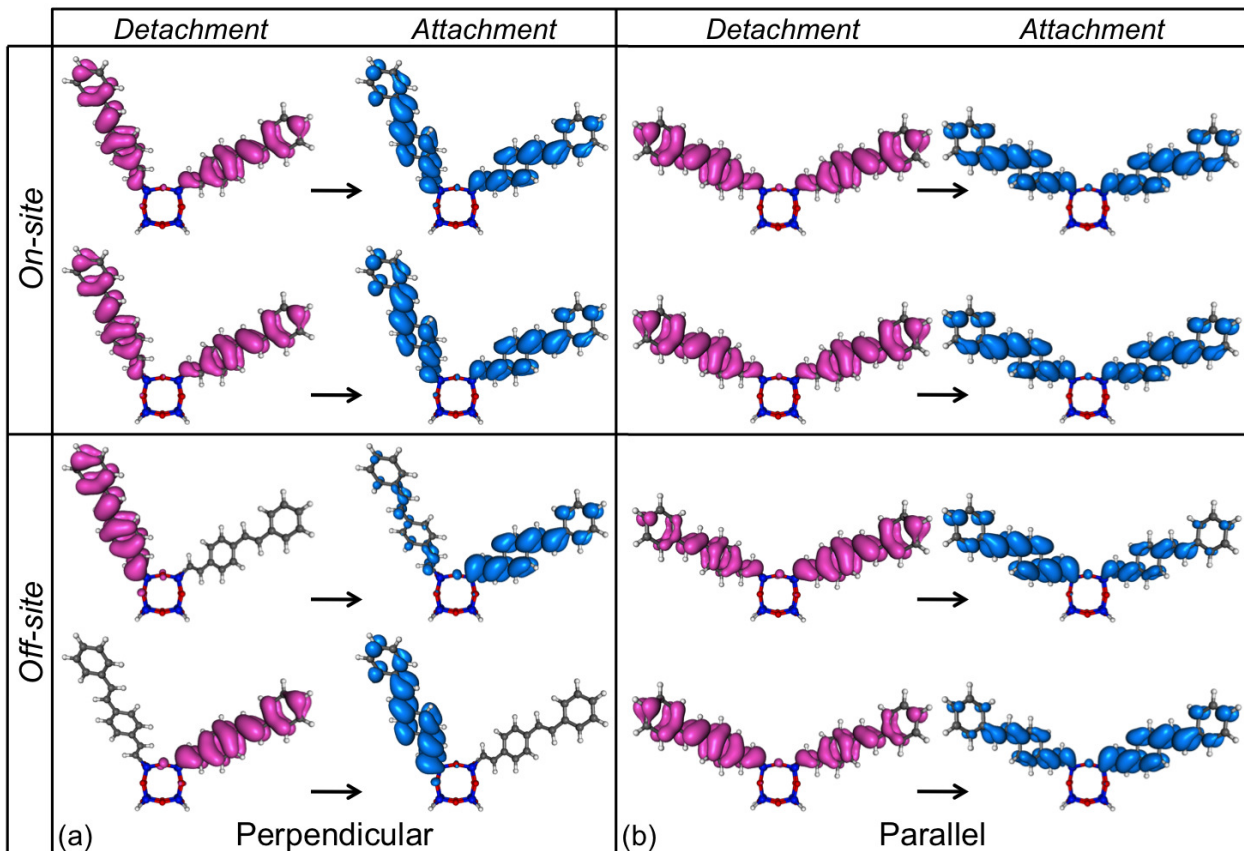 Detachment Attachment Detachment Attachment
On-site
Off-site
(a) Perpendicular (b) Parallel